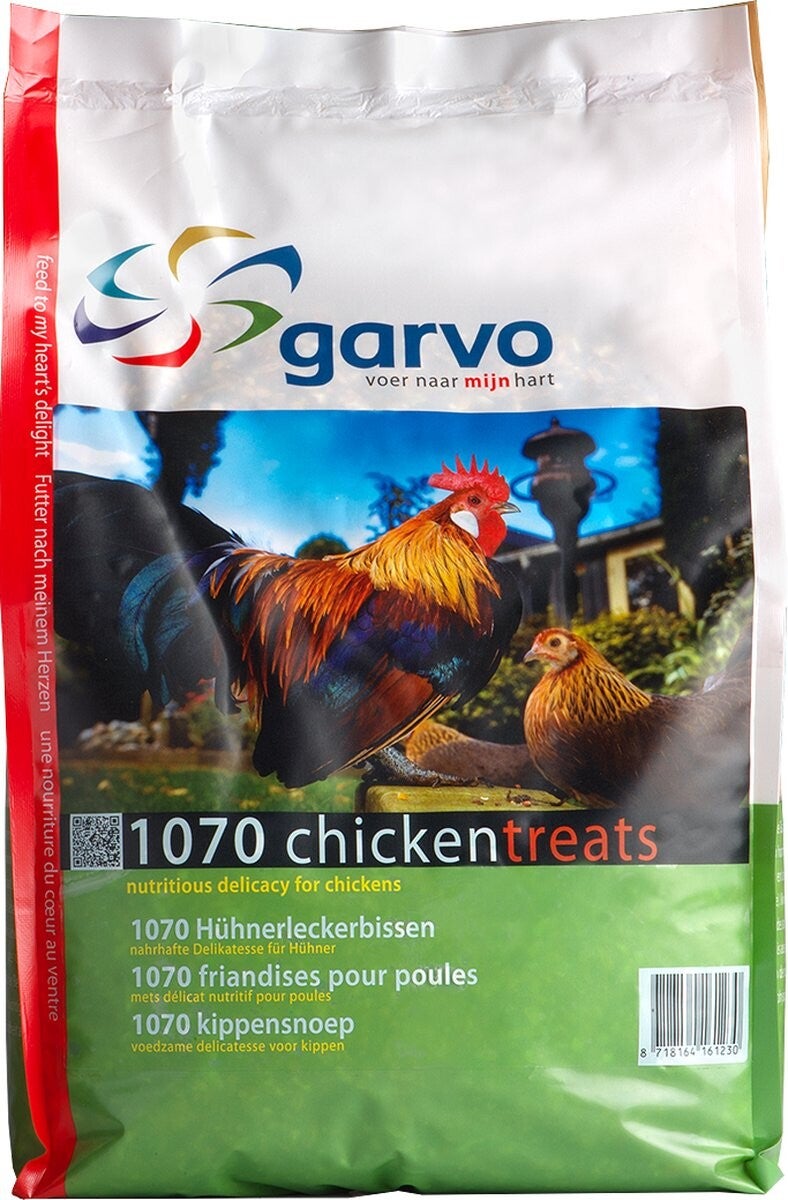 garvo
voer naar mijn hart
feed to my heart's delight Futter nach meinem Herzen une nourriture du cœur au ventre
1070 chickentreats
nutritious delicacy for chickens
1070 Hühnerleckerbissen
nahrhafte Delikatesse für Hühner
1070 friandises pour poules
mets délicat nutritif pour poules
1070 kippensnoep
voedzame delicatesse voor kippen
8 718164 161230